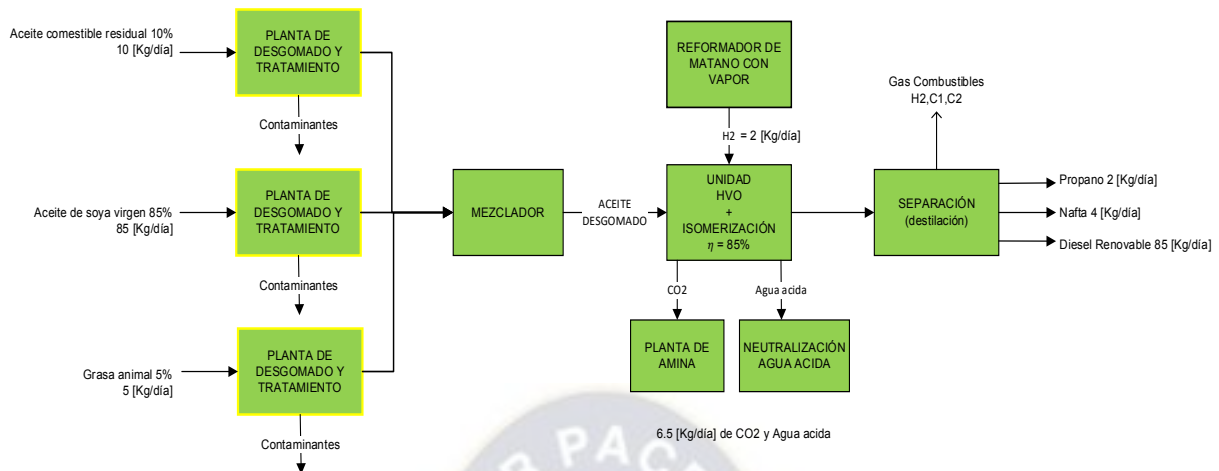 Aceite comestible residual 10%
10 [Kg/día]
PLANTA DE
DESGOMADO Y
TRATAMIENTO
Contaminantes
Aceite de soya virgen 85%
85 [Kg/día]
PLANTA DE
DESGOMADO Y
TRATAMIENTO
Contaminantes
Grasa animal 5%
5 [Kg/día]
PLANTA DE
DESGOMADO Y
TRATAMIENTO
Contaminantes
MEZCLADOR
ACEITE
DESGOMADO
REFORMADOR DE
MATANO CON
VAPOR
H2 = 2 [Kg/día]
UNIDAD
HVO
+
ISOMERIZACIÓN
η = 85%
CO2
Agua acida
PLANTA DE
AMINA
NEUTRALIZACIÓN
AGUA ACIDA
6.5 [Kg/día] de CO2 y Agua acida
Gas Combustibles
H2,C1,C2
SEPARACIÓN
(destilación)
Propano 2 [Kg/día]
Nafta 4 [Kg/día]
Diesel Renovable 85 [Kg/día]